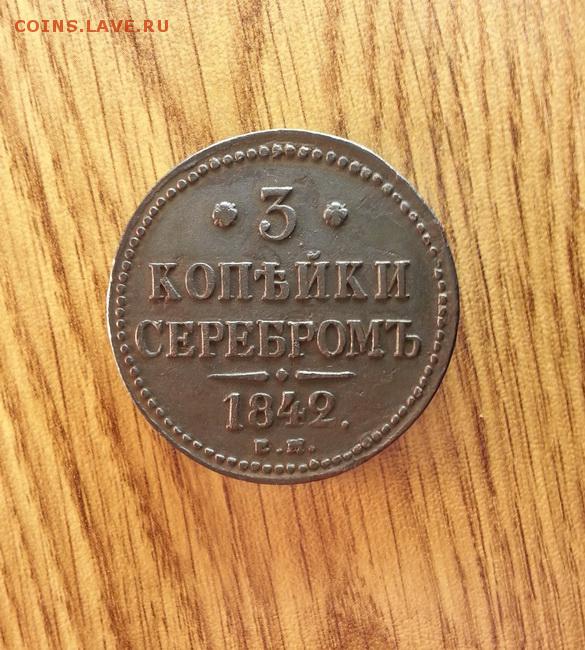 COINS.LAVE.RU
3
КОПѢЙКИ
СЕРЕБРОМЪ
1842.
Е.М.